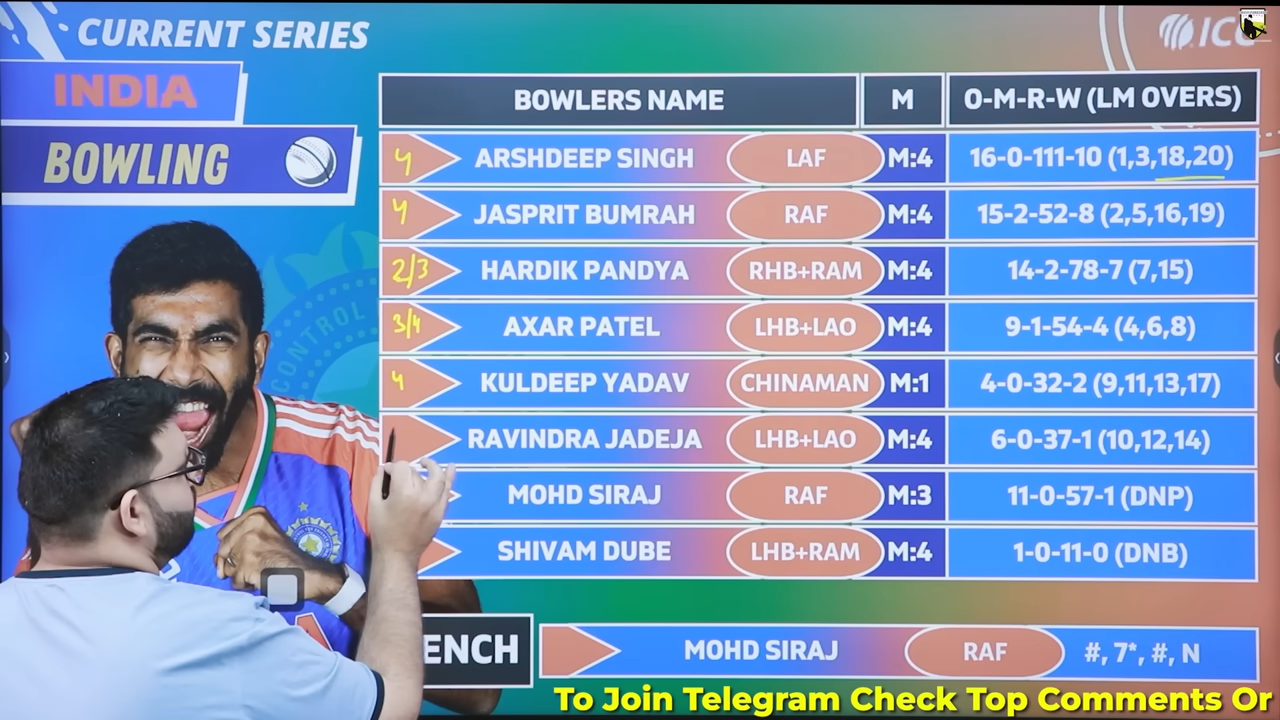 CURRENT SERIES
ICC
INDIA
BOWLING
BOWLERS NAME M O-M-R-W (LM OVERS)
4 ARSHDEEP SINGH LAF M:4 16-0-111-10 (1,3,18,20)
4 JASPRIT BUMRAH RAF M:4 15-2-52-8 (2,5,16,19)
2/3 HARDIK PANDYA RHB+RAM M:4 14-2-78-7 (7,15)
3/4 AXAR PATEL LHB+LAO M:4 9-1-54-4 (4,6,8)
4 KULDEEP YADAV CHINAMAN M:1 4-0-32-2 (9,11,13,17)
RAVINDRA JADEJA LHB+LAO M:4 6-0-37-1 (10,12,14)
MOHD SIRAJ RAF M:3 11-0-57-1 (DNP)
SHIVAM DUBE LHB+RAM M:4 1-0-11-0 (DNB)
CONTROL
ENCH MOHD SIRAJ RAF #, 7*, #, N
To Join Telegram Check Top Comments Or